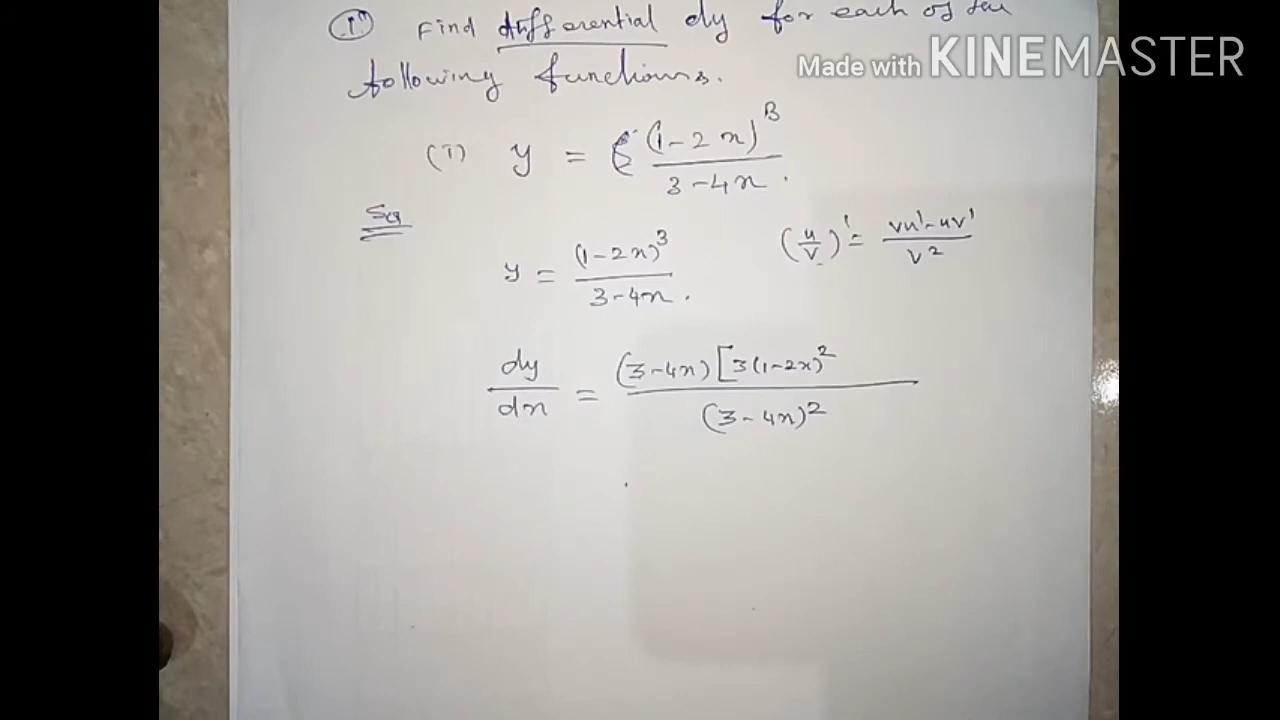 1) Find differential dy for each of the
Made with KINEMASTER
following functions.
(i) y = (1-2x)^3 / 3-4x.
Sol
y = (1-2x)^3 / 3-4x.
(u/v)' = vu'-uv' / v^2
dy/dx = (3-4x)[3(1-2x)^2 / (3-4x)^2